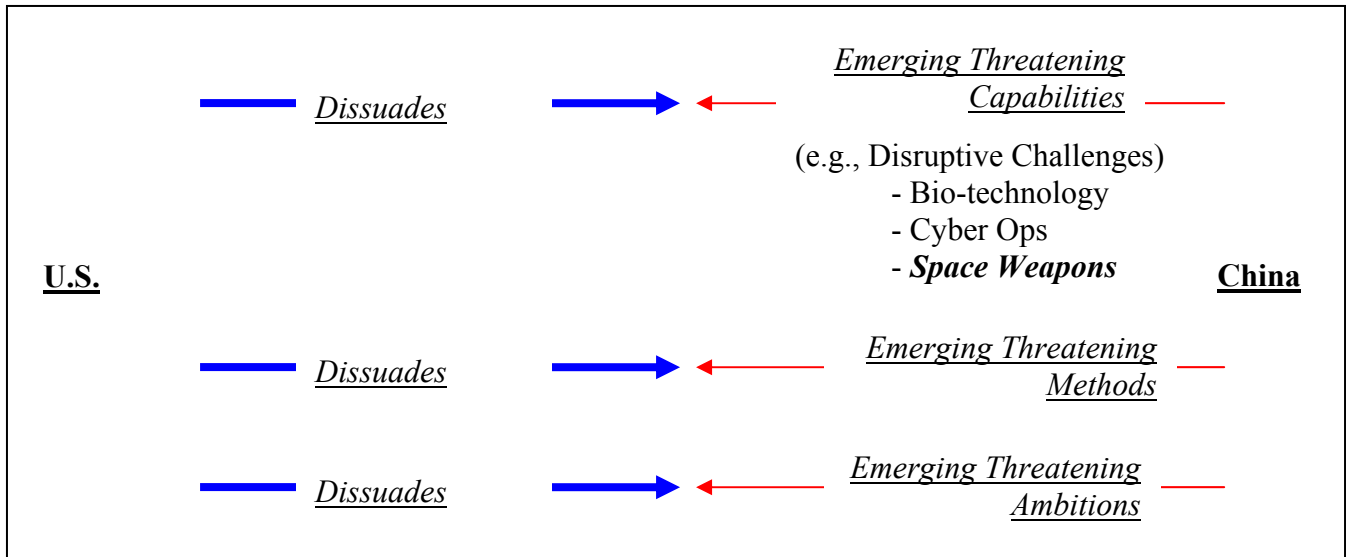 Emerging Threatening
Capabilities
Dissuades
(e.g., Disruptive Challenges)
- Bio-technology
- Cyber Ops
- Space Weapons
U.S.
China
Emerging Threatening
Methods
Dissuades
Emerging Threatening
Ambitions
Dissuades